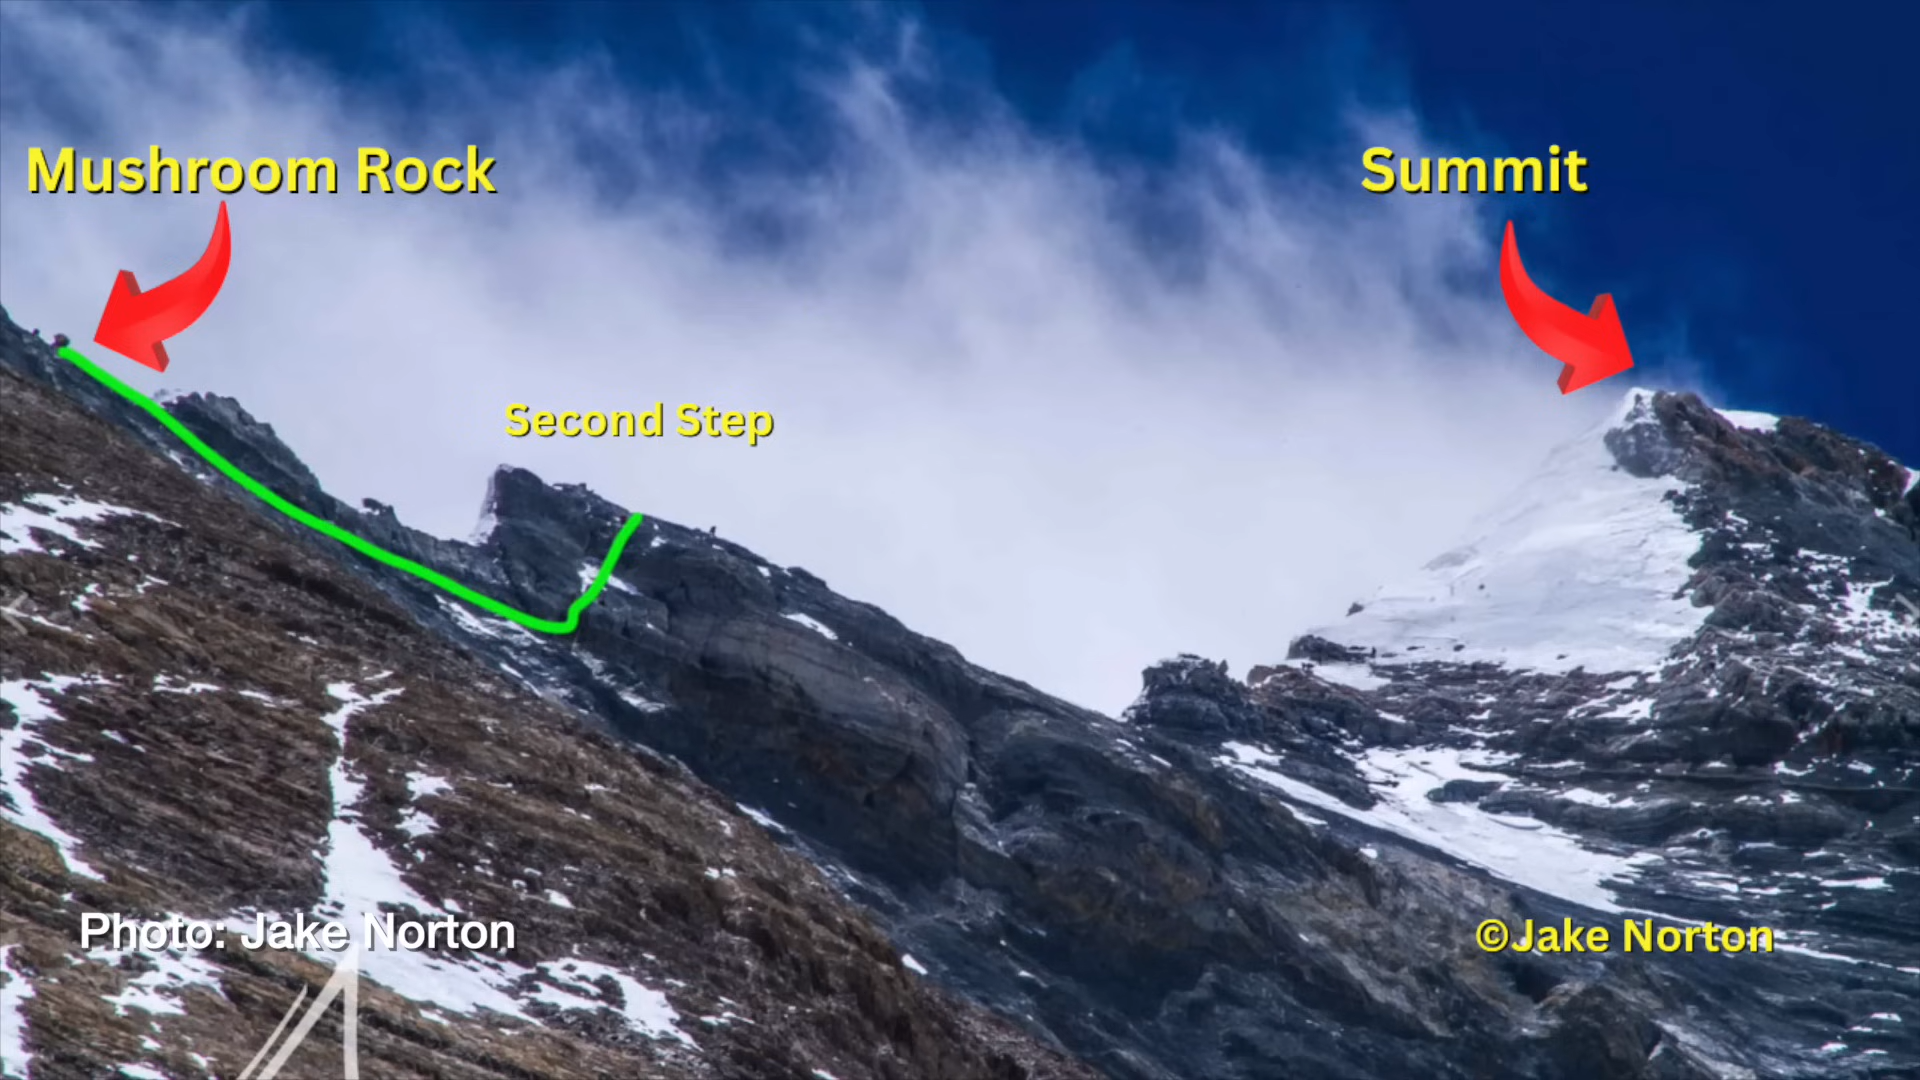 Mushroom Rock
Summit
Second Step
Photo: Jake Norton
©Jake Norton